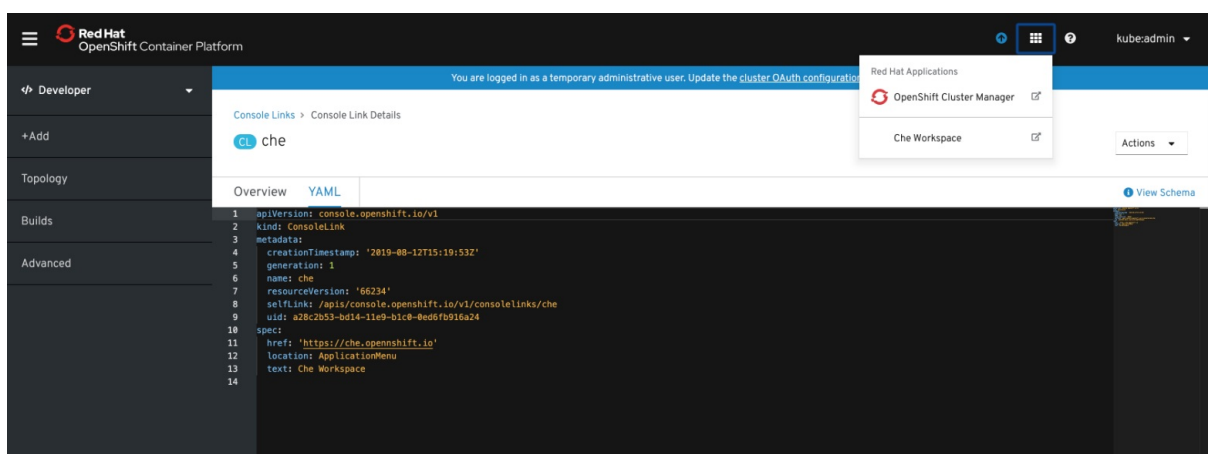 Red Hat
OpenShift Container Platform
kube:admin
You are logged in as a temporary administrative user. Update the cluster OAuth configuration
Red Hat Applications
OpenShift Cluster Manager
Che Workspace
</> Developer
+Add
Topology
Builds
Advanced
Console Links > Console Link Details
CL che
Actions
Overview YAML
View Schema
1 apiVersion: console.openshift.io/v1
2 kind: ConsoleLink
3 metadata:
4 creationTimestamp: '2019-08-12T15:19:53Z'
5 generation: 1
6 name: che
7 resourceVersion: '66234'
8 selfLink: /apis/console.openshift.io/v1/consolelinks/che
9 uid: a28c2b53-bd14-11e9-b1c0-0ed6fb916a24
10 spec:
11 href: 'https://che.opennshift.io'
12 location: ApplicationMenu
13 text: Che Workspace
14